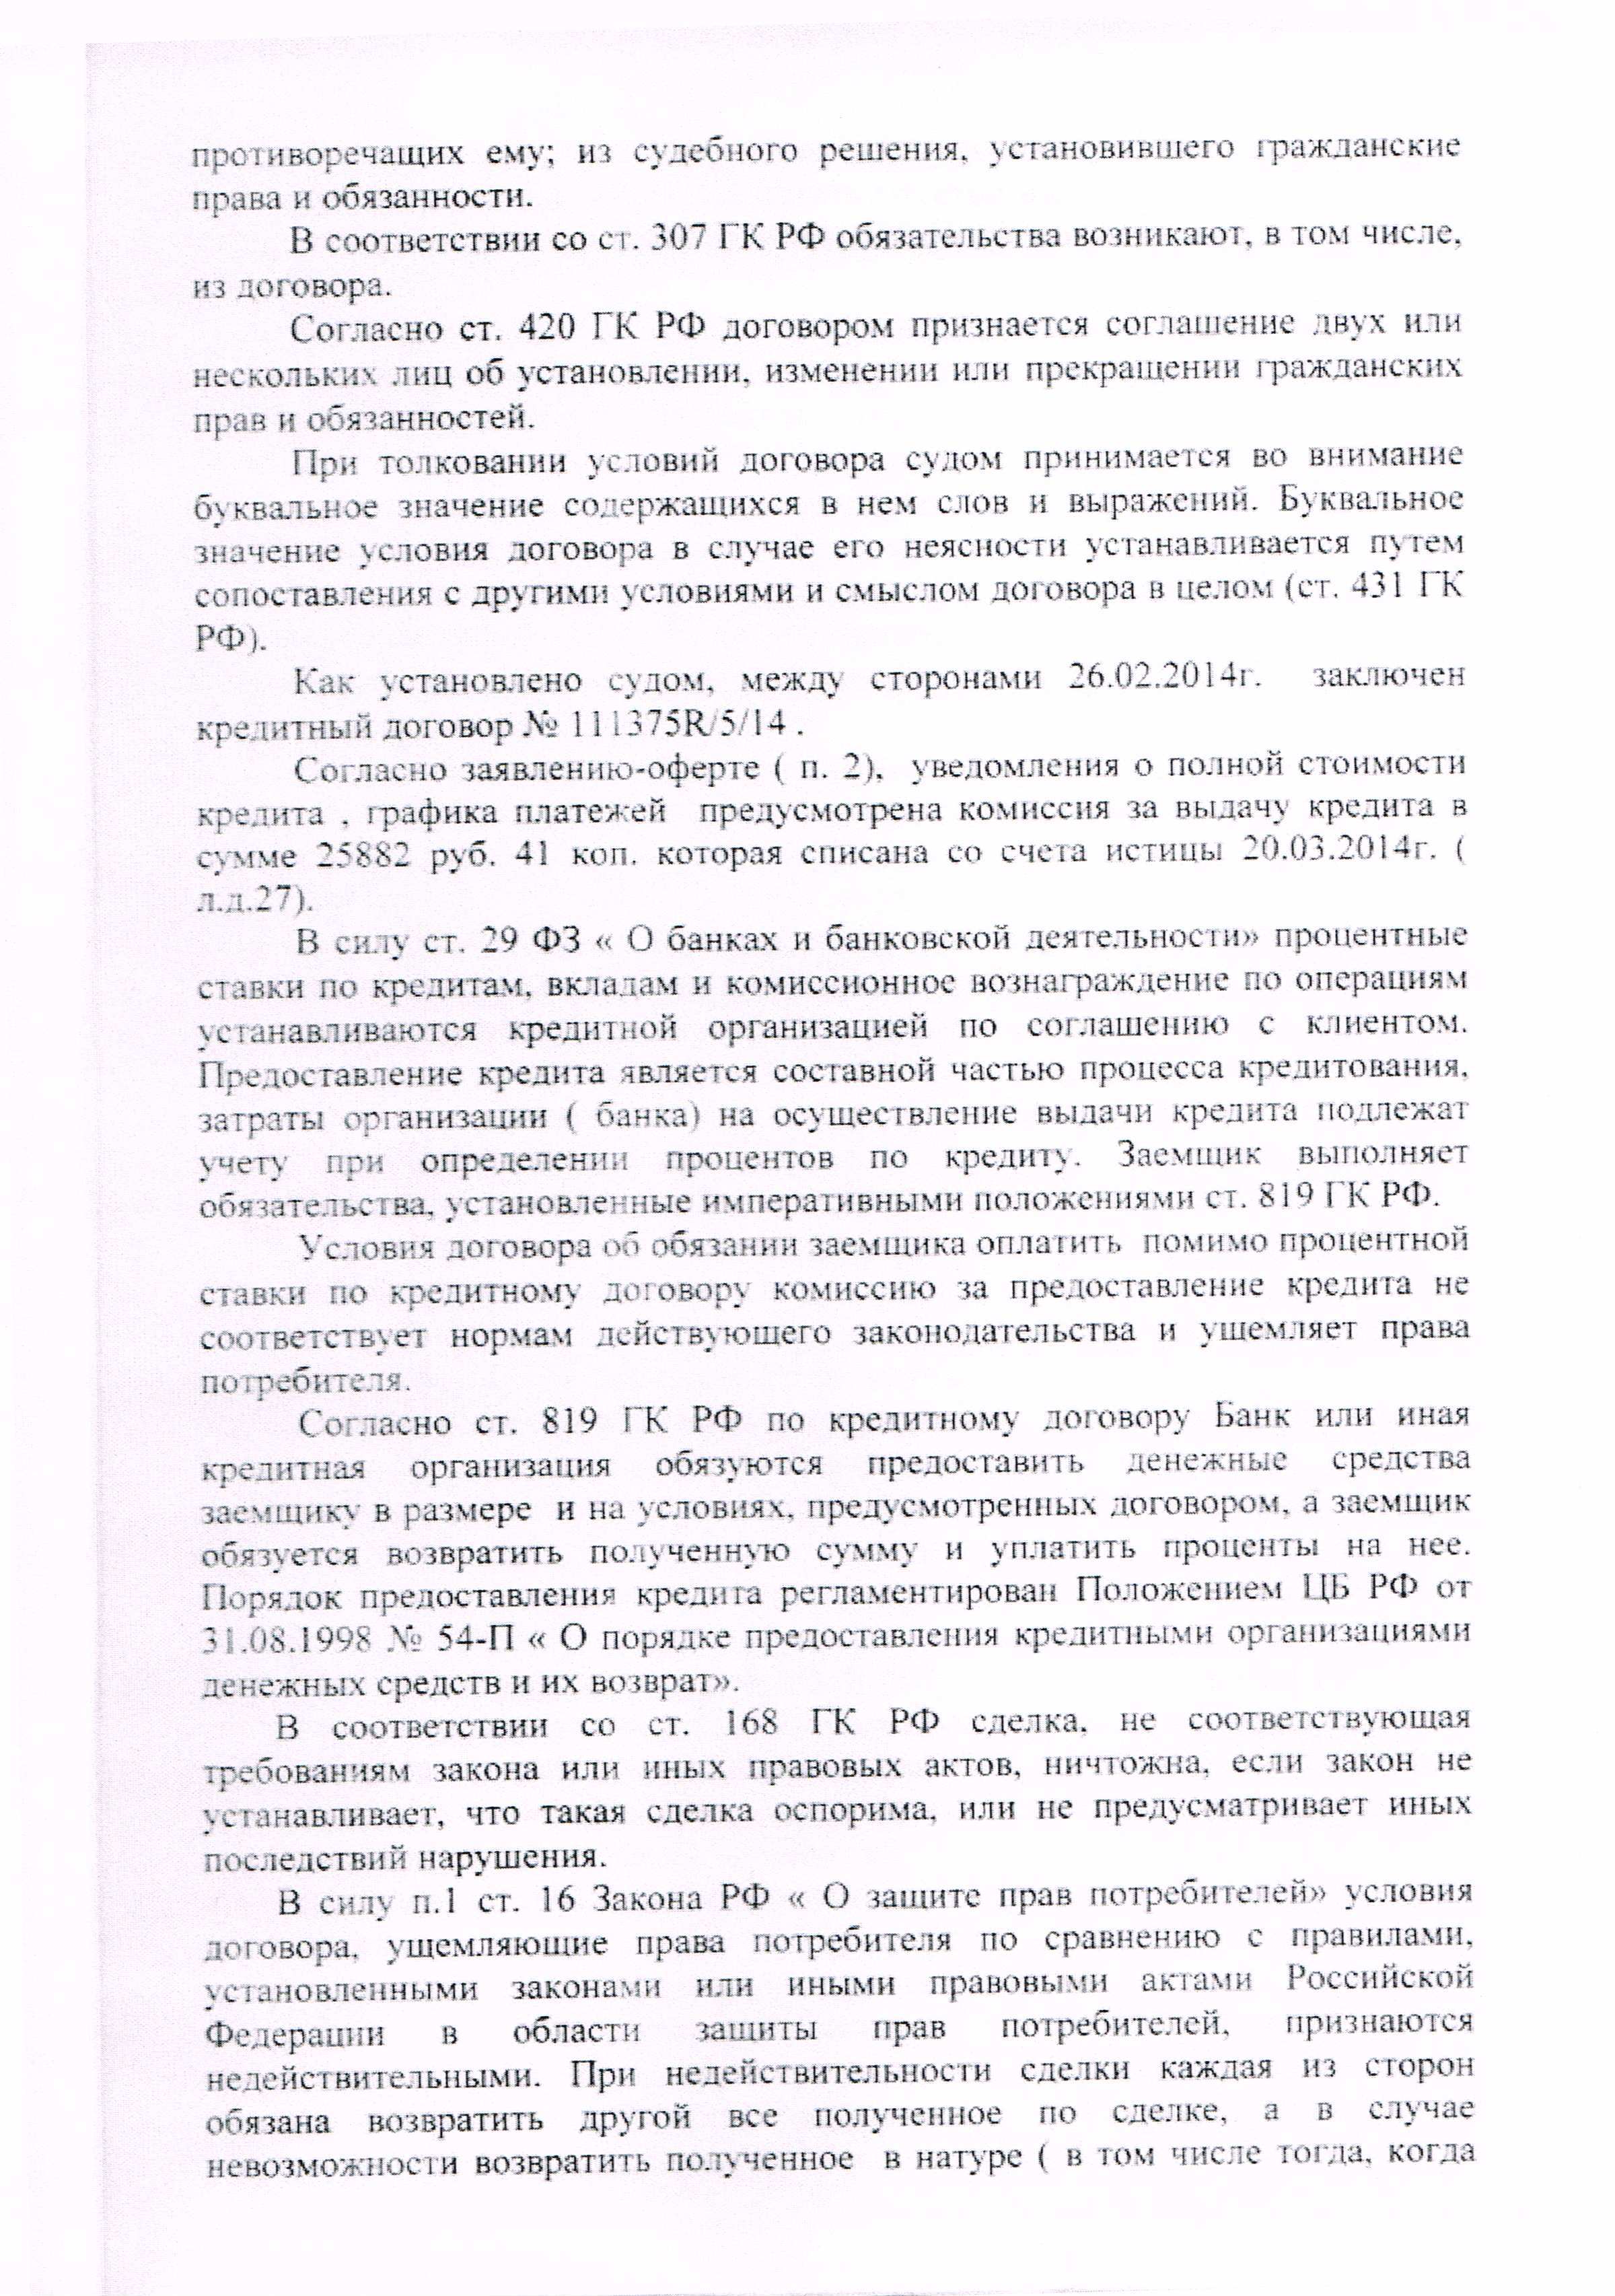 противоречащих ему; из судебного решения, установившего гражданские
права и обязанности.
В соответствии со ст. 307 ГК РФ обязательства возникают, в том числе,
из договора.
Согласно ст. 420 ГК РФ договором признается соглашение двух или
нескольких лиц об установлении, изменении или прекращении гражданских
прав и обязанностей.
При толковании условий договора судом принимается во внимание
буквальное значение содержащихся в нем слов и выражений. Буквальное
значение условия договора в случае его неясности устанавливается путем
сопоставления с другими условиями и смыслом договора в целом (ст. 431 ГК
РФ).
Как установлено судом, между сторонами 26.02.2014г. заключен
кредитный договор № 111375R/5/14 .
Согласно заявлению-оферте ( п. 2), уведомления о полной стоимости
кредита , графика платежей предусмотрена комиссия за выдачу кредита в
сумме 25882 руб. 41 коп. которая списана со счета истицы 20.03.2014г. (
л.д.27).
В силу ст. 29 ФЗ « О банках и банковской деятельности» процентные
ставки по кредитам, вкладам и комиссионное вознаграждение по операциям
устанавливаются кредитной организацией по соглашению с клиентом.
Предоставление кредита является составной частью процесса кредитования,
затраты организации ( банка) на осуществление выдачи кредита подлежат
учету при определении процентов по кредиту. Заемщик выполняет
обязательства, установленные императивными положениями ст. 819 ГК РФ.
Условия договора об обязании заемщика оплатить помимо процентной
ставки по кредитному договору комиссию за предоставление кредита не
соответствует нормам действующего законодательства и ущемляет права
потребителя.
Согласно ст. 819 ГК РФ по кредитному договору Банк или иная
кредитная организация обязуются предоставить денежные средства
заемщику в размере и на условиях, предусмотренных договором, а заемщик
обязуется возвратить полученную сумму и уплатить проценты на нее.
Порядок предоставления кредита регламентирован Положением ЦБ РФ от
31.08.1998 № 54-П « О порядке предоставления кредитными организациями
денежных средств и их возврат».
В соответствии со ст. 168 ГК РФ сделка, не соответствующая
требованиям закона или иных правовых актов, ничтожна, если закон не
устанавливает, что такая сделка оспорима, или не предусматривает иных
последствий нарушения.
В силу п.1 ст. 16 Закона РФ « О защите прав потребителей» условия
договора, ущемляющие права потребителя по сравнению с правилами,
установленными законами или иными правовыми актами Российской
Федерации в области защиты прав потребителей, признаются
недействительными. При недействительности сделки каждая из сторон
обязана возвратить другой все полученное по сделке, а в случае
невозможности возвратить полученное в натуре ( в том числе тогда, когда